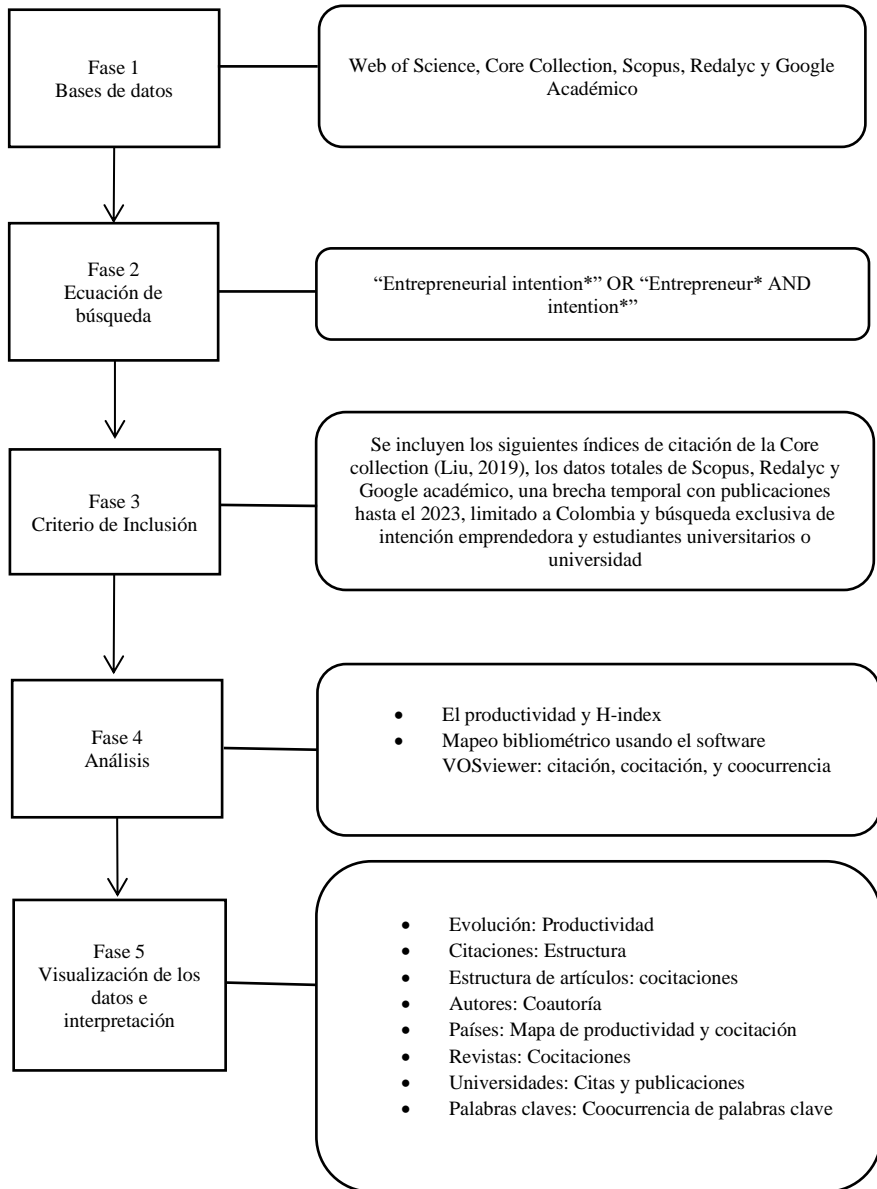 Fase 1
Bases de datos
Web of Science, Core Collection, Scopus, Redalyc y Google
Académico
Fase 2
Ecuación de
búsqueda
“Entrepreneurial intention*” OR “Entrepreneur* AND
intention*”
Fase 3
Criterio de Inclusión
Se incluyen los siguientes índices de citación de la Core
collection (Liu, 2019), los datos totales de Scopus, Redalyc y
Google académico, una brecha temporal con publicaciones
hasta el 2023, limitado a Colombia y búsqueda exclusiva de
intención emprendedora y estudiantes universitarios o
universidad
Fase 4
Análisis
• El productividad y H-index
• Mapeo bibliométrico usando el software
VOSviewer: citación, cocitación, y coocurrencia
Fase 5
Visualización de los
datos e
interpretación
• Evolución: Productividad
• Citaciones: Estructura
• Estructura de artículos: cocitaciones
• Autores: Coautoría
• Países: Mapa de productividad y cocitación
• Revistas: Cocitaciones
• Universidades: Citas y publicaciones
• Palabras claves: Coocurrencia de palabras clave